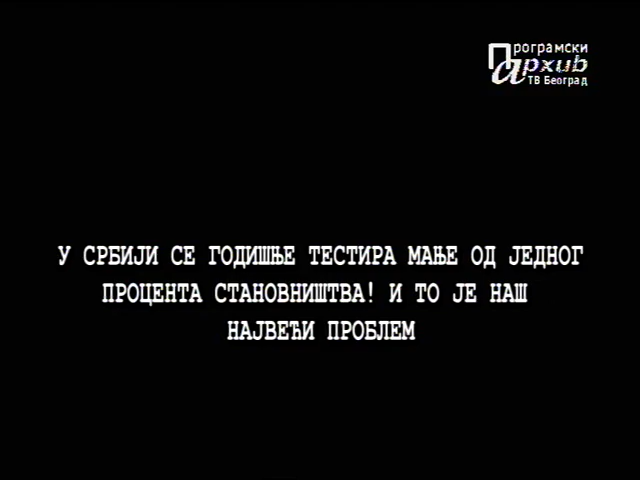 Програмски
архив
ТВ Београд
У СРБИЈИ СЕ ГОДИШЊЕ ТЕСТИРА МАЊЕ ОД ЈЕДНОГ
ПРОЦЕНТА СТАНОВНИШТВА! И ТО ЈЕ НАШ
НАЈВЕЋИ ПРОБЛЕМ